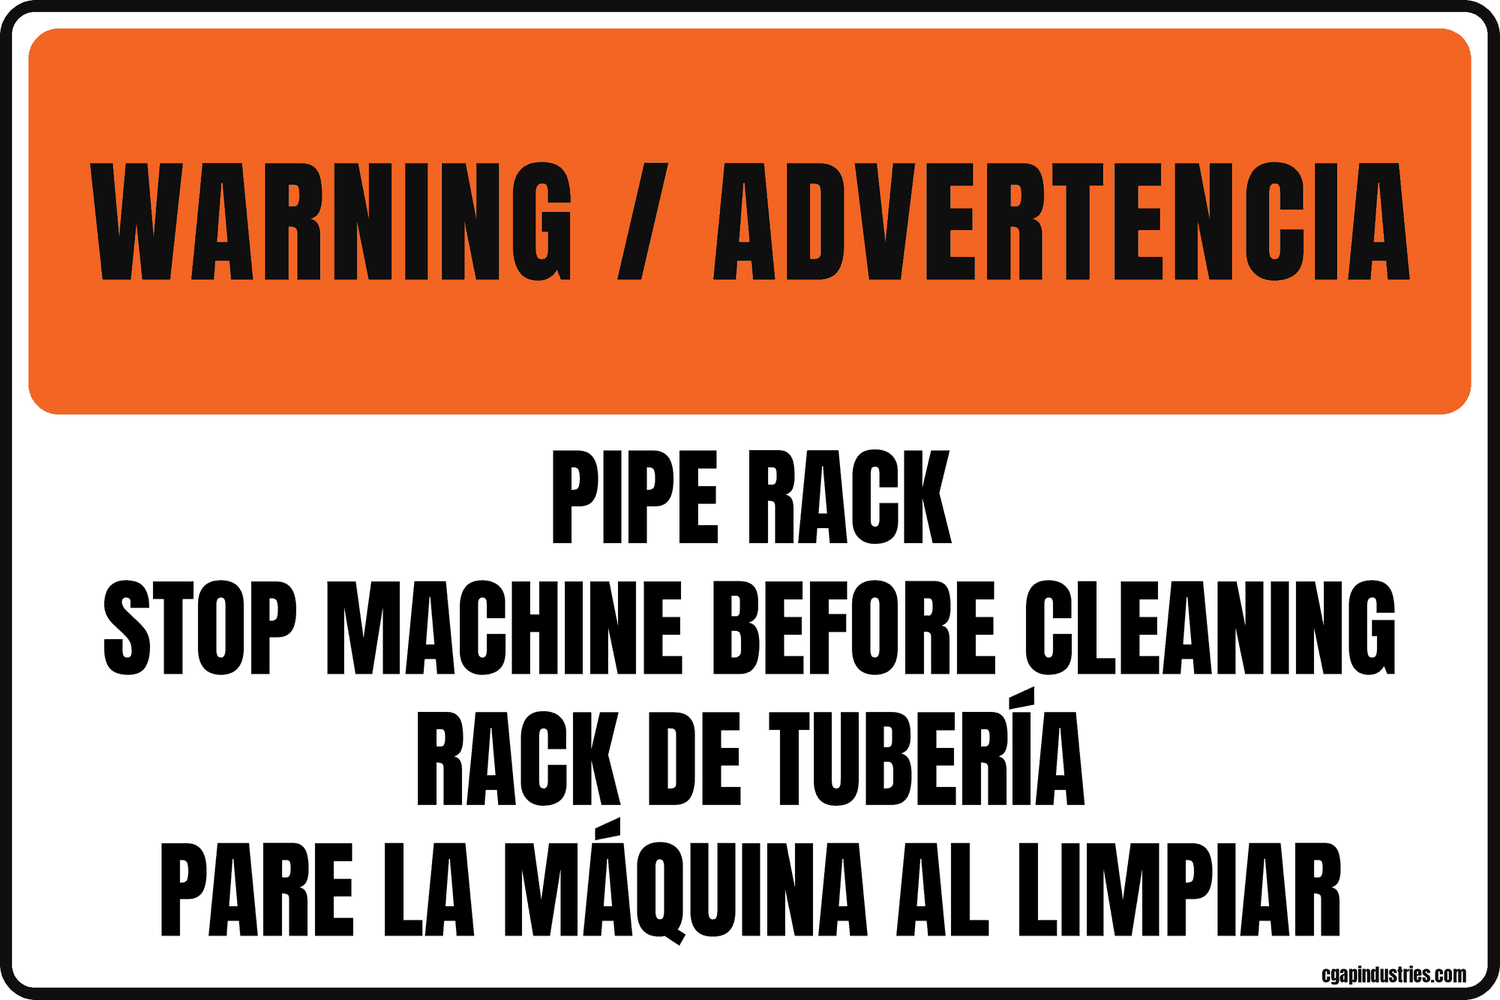 WARNING / ADVERTENCIA
PIPE RACK
STOP MACHINE BEFORE CLEANING
RACK DE TUBERÍA
PARE LA MÁQUINA AL LIMPIAR
cgapindustries.com